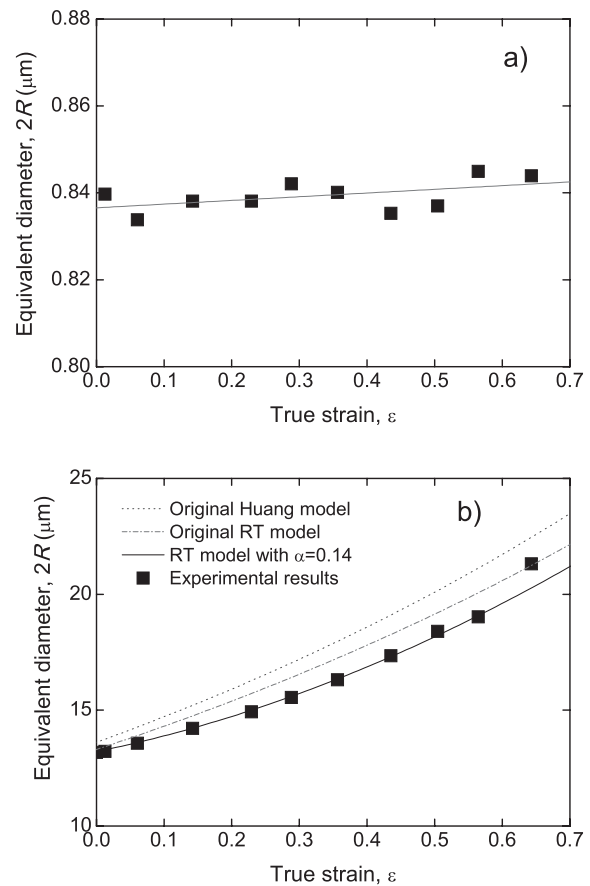 0.88
a)
0.86
0.84
0.82
0.80
0.0 0.1 0.2 0.3 0.4 0.5 0.6 0.7
Equivalent diameter, 2R (μm)
True strain, ε
25
Original Huang model
Original RT model
RT model with α=0.14
Experimental results
b)
20
15
10
0.0 0.1 0.2 0.3 0.4 0.5 0.6 0.7
Equivalent diameter, 2R (μm)
True strain, ε